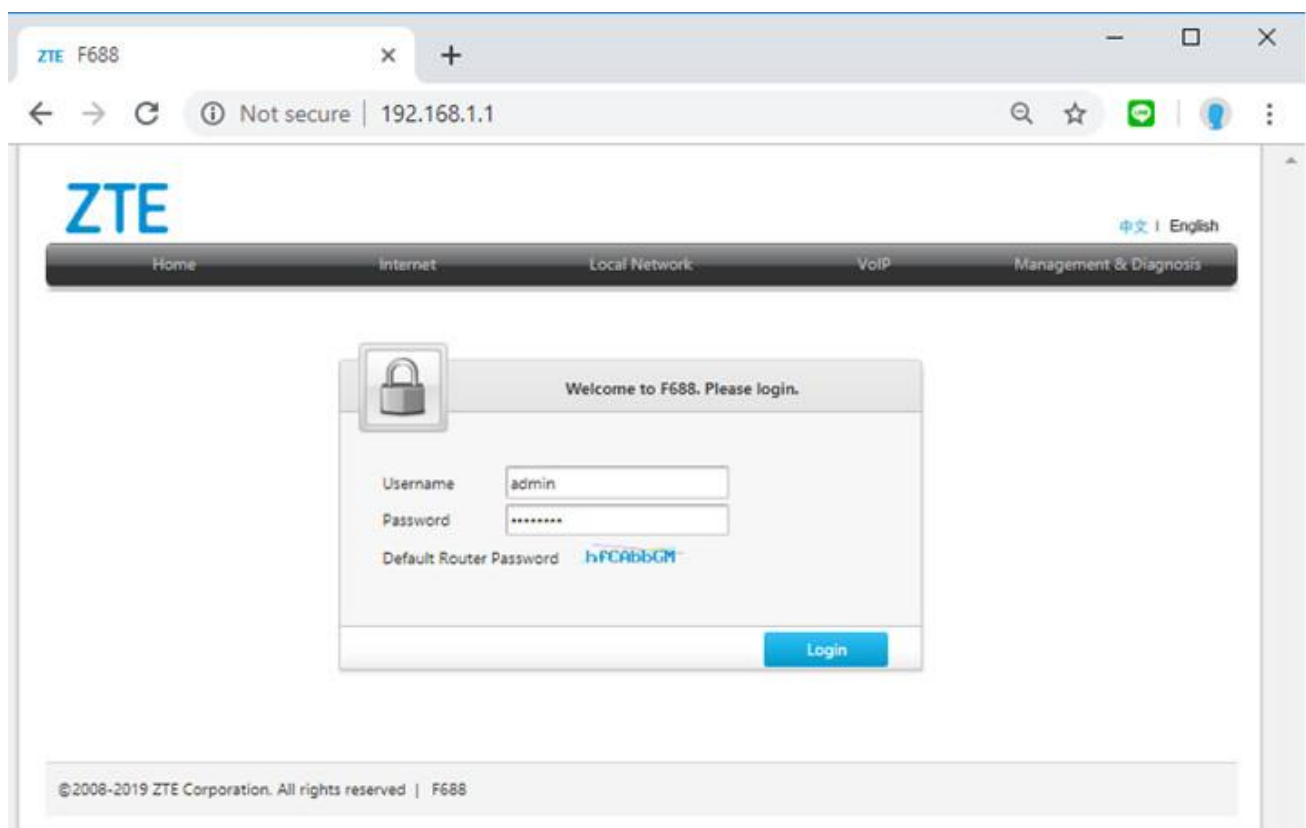 ZTE F688
Not secure | 192.168.1.1
ZTE
中文 | English
Home Internet Local Network VoIP Management & Diagnosis
Welcome to F688. Please login.
Username admin
Password ••••••••
Default Router Password hfCAbbGM
Login
©2008-2019 ZTE Corporation. All rights reserved | F688